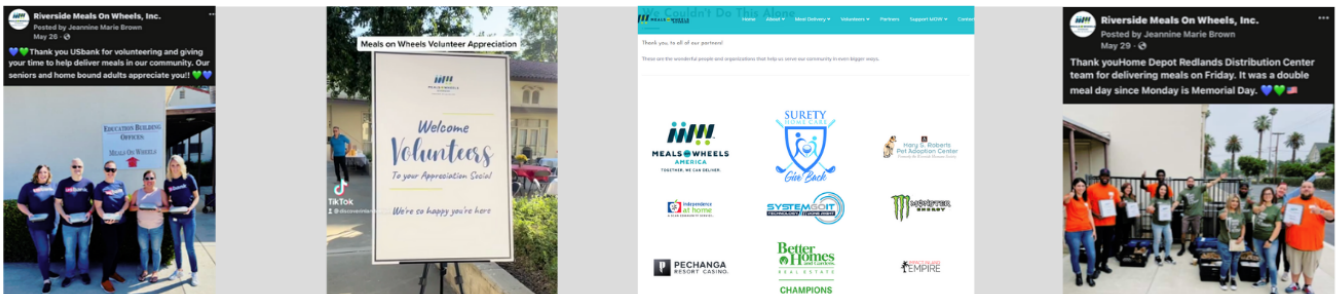 Riverside Meals On Wheels, Inc.
Posted by Jeannine Marie Brown
May 26
💙💚Thank you USbank for volunteering and giving
your time to help deliver meals in our community. Our
seniors and home bound adults appreciate you!! 💙💚
EDUCATION BUILDING
OFFICES
MEALS ON WHEELS
Meals on Wheels Volunteer Appreciation
Welcome
Volunteers
To your Appreciation Social
We're so happy you're here
TikTok
We Couldn't Do This Alone
MEALS ON WHEELS
Home About Meal Delivery Volunteers Partners Support MOW Contact
Thank you, to all of our partners!
These are the wonderful people and organizations that help us serve our community in even bigger ways.
MEALS ON WHEELS
AMERICA
TOGETHER, WE CAN DELIVER.
SURETY
HOME CARE
Give Back
Mary S. Roberts
Pet Adoption Center
independence
at home
SYSTEMGOIT
MONSTER
ENERGY
PECHANGA
RESORT CASINO.
Better
Homes
and Gardens.
REAL ESTATE
CHAMPIONS
EMPIRE
Riverside Meals On Wheels, Inc.
Posted by Jeannine Marie Brown
May 29
Thank youHome Depot Redlands Distribution Center
team for delivering meals on Friday. It was a double
meal day since Monday is Memorial Day. 💙💚🇺🇸